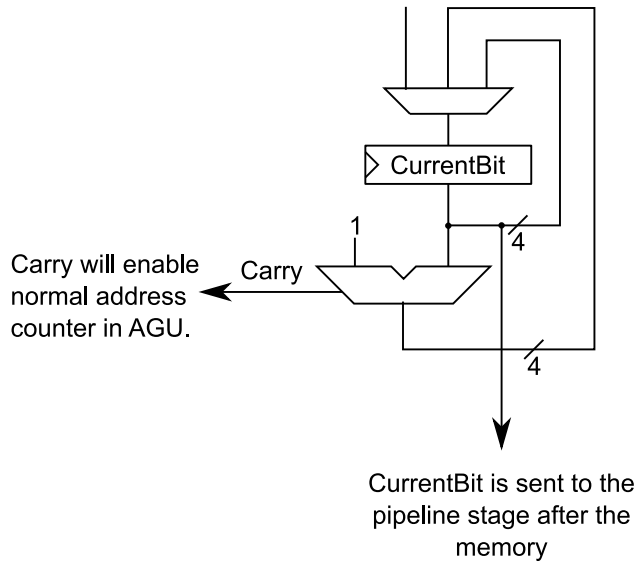 CurrentBit
4
1
Carry
Carry will enable
normal address
counter in AGU.
4
CurrentBit is sent to the
pipeline stage after the
memory